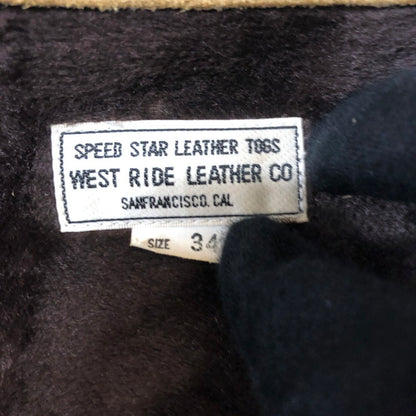 SPEED STAR LEATHER TOGS
WEST RIDE LEATHER CO
SANFRANCISCO. CAL
SIZE 34